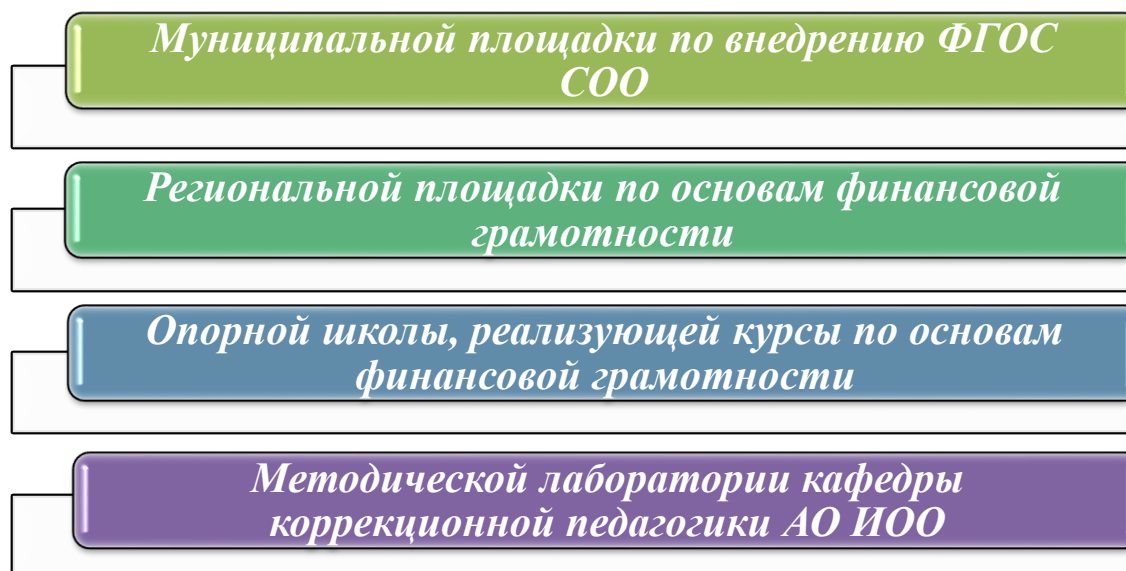 Муниципальной площадки по внедрению ФГОС
СОО
Региональной площадки по основам финансовой
грамотности
Опорной школы, реализующей курсы по основам
финансовой грамотности
Методической лаборатории кафедры
коррекционной педагогики АО ИОО